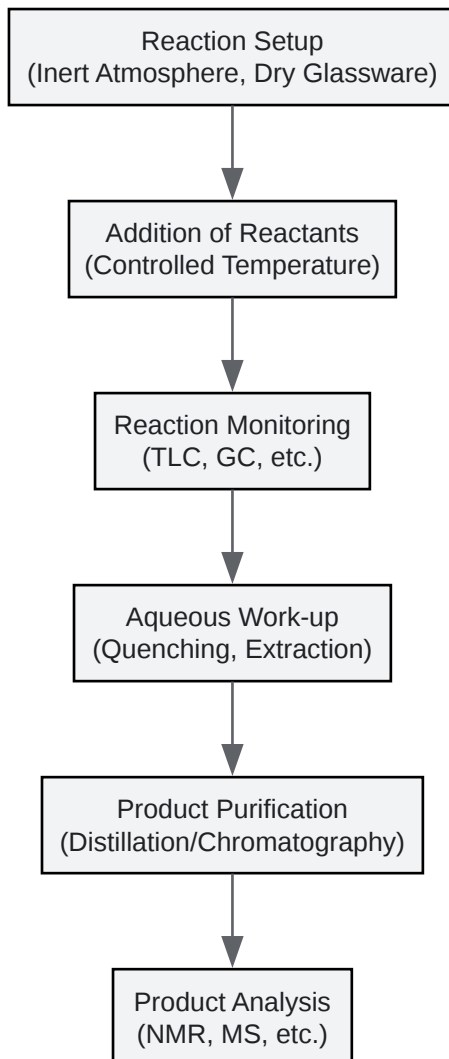 Reaction Setup
(Inert Atmosphere, Dry Glassware)
Addition of Reactants
(Controlled Temperature)
Reaction Monitoring
(TLC, GC, etc.)
Aqueous Work-up
(Quenching, Extraction)
Product Purification
(Distillation/Chromatography)
Product Analysis
(NMR, MS, etc.)